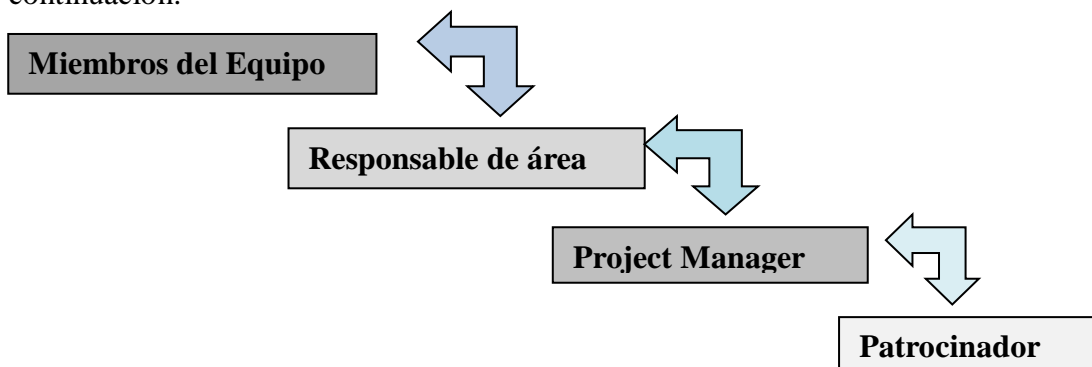 continuación.
Miembros del Equipo
Responsable de área
Project Manager
Patrocinador